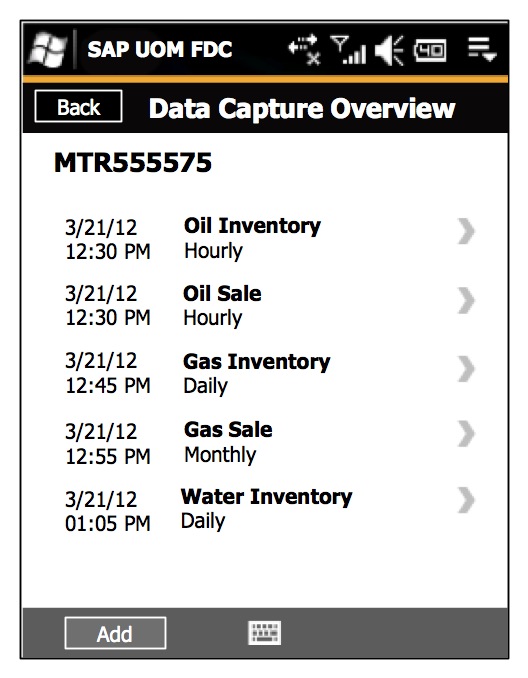 SAP UOM FDC
Back
Data Capture Overview
MTR555575
3/21/12 Oil Inventory
12:30 PM Hourly
3/21/12 Oil Sale
12:30 PM Hourly
3/21/12 Gas Inventory
12:45 PM Daily
3/21/12 Gas Sale
12:55 PM Monthly
3/21/12 Water Inventory
01:05 PM Daily
Add